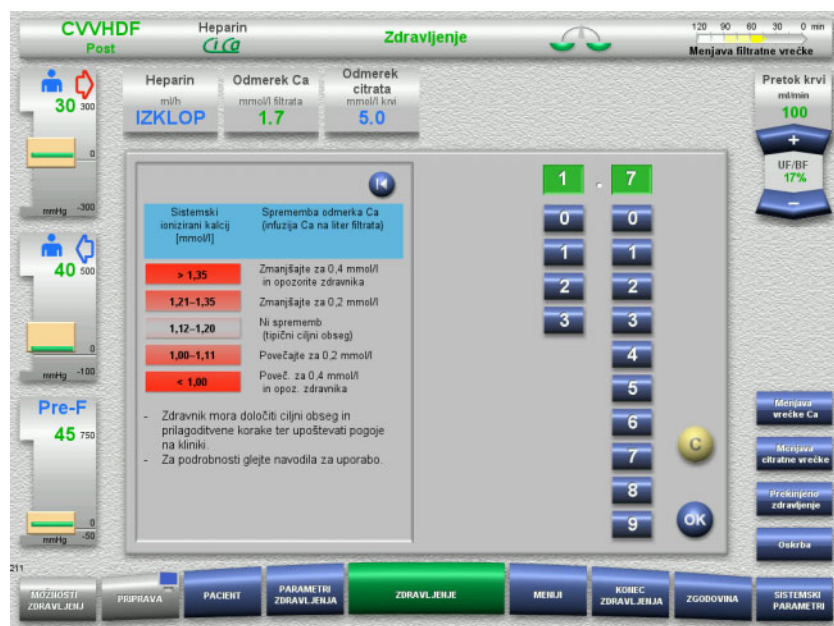 CVVHDF
Post
Heparin
Ci Ca
Zdravljenje
120 90 60 30 0 min
Menjava filtratne vrečke
30 300
0
mmHg -300
40 500
0
mmHg -100
Pre-F
45 750
0
mmHg -50
Heparin
ml/h
IZKLOP
Odmerek Ca
mmol/l filtrata
1.7
Odmerek
citrata
mmol/l krvi
5.0
Pretok krvi
ml/min
100
+
UF/BF
17%
−
Sistemski
ionizirani kalcij
[mmol/l]
Sprememba odmerka Ca
(infuzija Ca na liter filtrata)
> 1,35
Zmanjšajte za 0,4 mmol/l
in opozorite zdravnika
1,21–1,35
Zmanjšajte za 0,2 mmol/l
1,12–1,20
Ni sprememb
(tipični ciljni obseg)
1,00–1,11
Povečajte za 0,2 mmol/l
< 1,00
Poveč. za 0,4 mmol/l
in opoz. zdravnika
- Zdravnik mora določiti ciljni obseg in
prilagoditvene korake ter upoštevati pogoje
na kliniki.
- Za podrobnosti glejte navodila za uporabo.
1 . 7
0 0
1 1
2 2
3 3
4
5
6
7
8
9
C
OK
Menjava
vrečke Ca
Menjava
citratne vrečke
Prekinjeno
zdravljenje
Oskrba
211
MOŽNOSTI
ZDRAVLJENJ
PRIPRAVA
PACIENT
PARAMETRI
ZDRAVLJENJA
ZDRAVLJENJE
MENIJI
KONEC
ZDRAVLJENJA
ZGODOVINA
SISTEMSKI
PARAMETRI